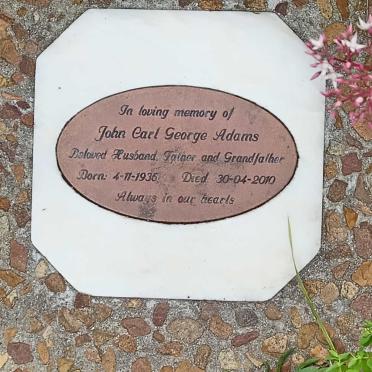 In loving memory of
John Carl George Adams
Beloved Husband, Father and Grandfather
Born: 4-11-1936 Died 30-04-2010
Always in our hearts